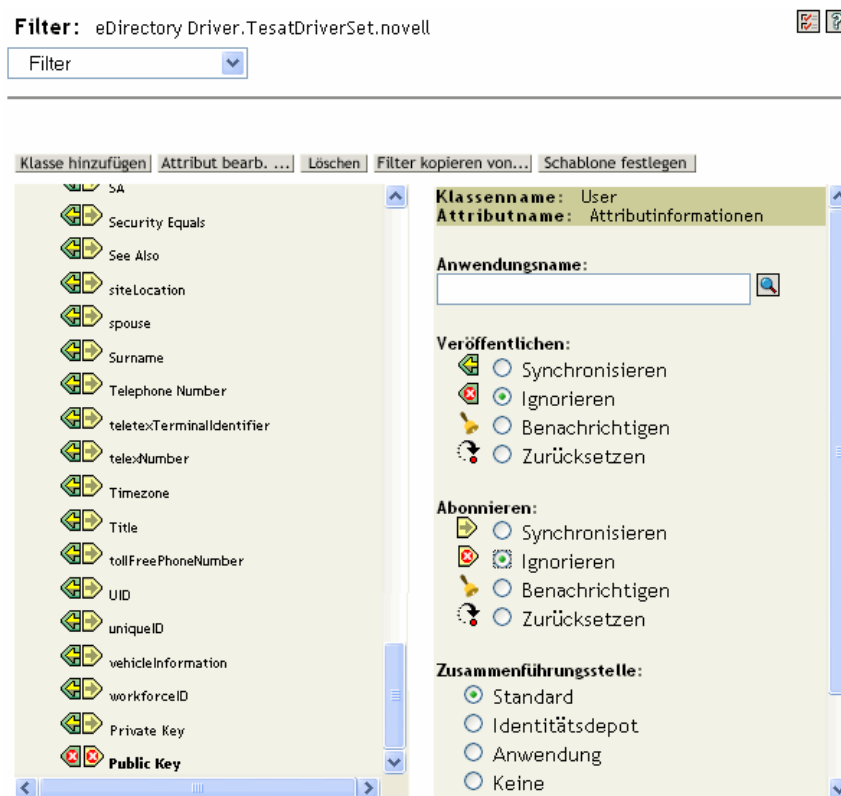 Filter: eDirectory Driver.TesatDriverSet.novell
Filter
Klasse hinzufügen Attribut bearb. ... Löschen Filter kopieren von... Schablone festlegen
SA
Security Equals
See Also
siteLocation
spouse
Surname
Telephone Number
teletexTerminalIdentifier
telexNumber
Timezone
Title
tollFreePhoneNumber
UID
uniqueID
vehicleInformation
workforceID
Private Key
Public Key
Klassenname: User
Attributname: Attributinformationen
Anwendungsname:
Veröffentlichen:
Synchronisieren
Ignorieren
Benachrichtigen
Zurücksetzen
Abonnieren:
Synchronisieren
Ignorieren
Benachrichtigen
Zurücksetzen
Zusammenführungsstelle:
Standard
Identitätsdepot
Anwendung
Keine